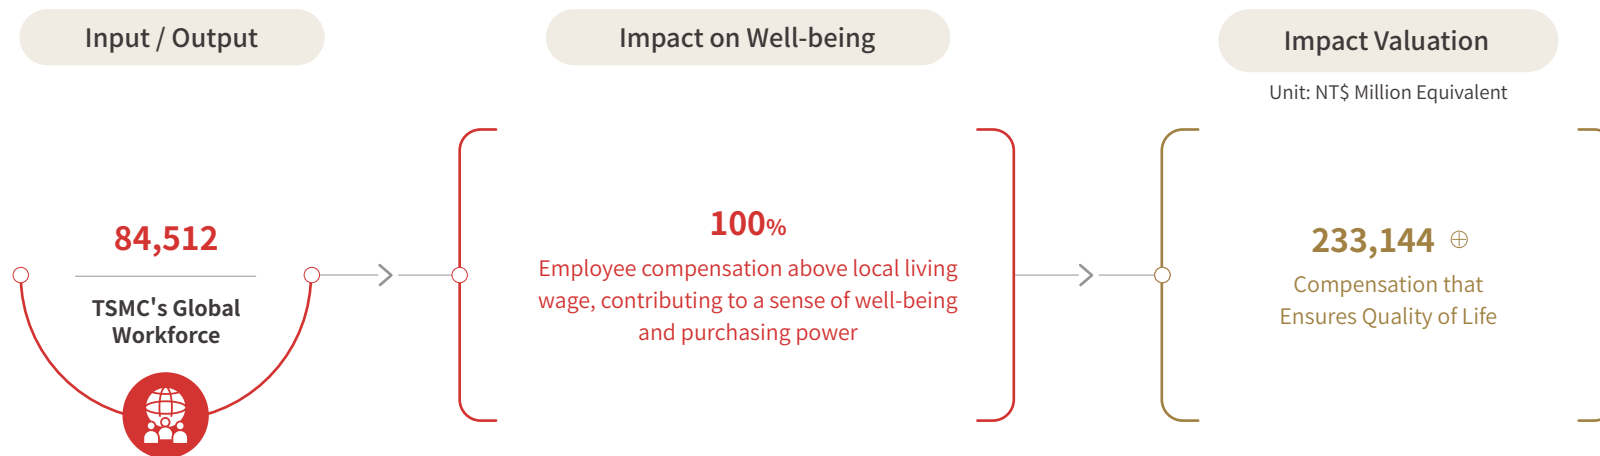 Input / Output
Impact on Well-being
Impact Valuation
Unit: NT$ Million Equivalent
84,512
TSMC's Global
Workforce
100%
Employee compensation above local living
wage, contributing to a sense of well-being
and purchasing power
233,144
Compensation that
Ensures Quality of Life